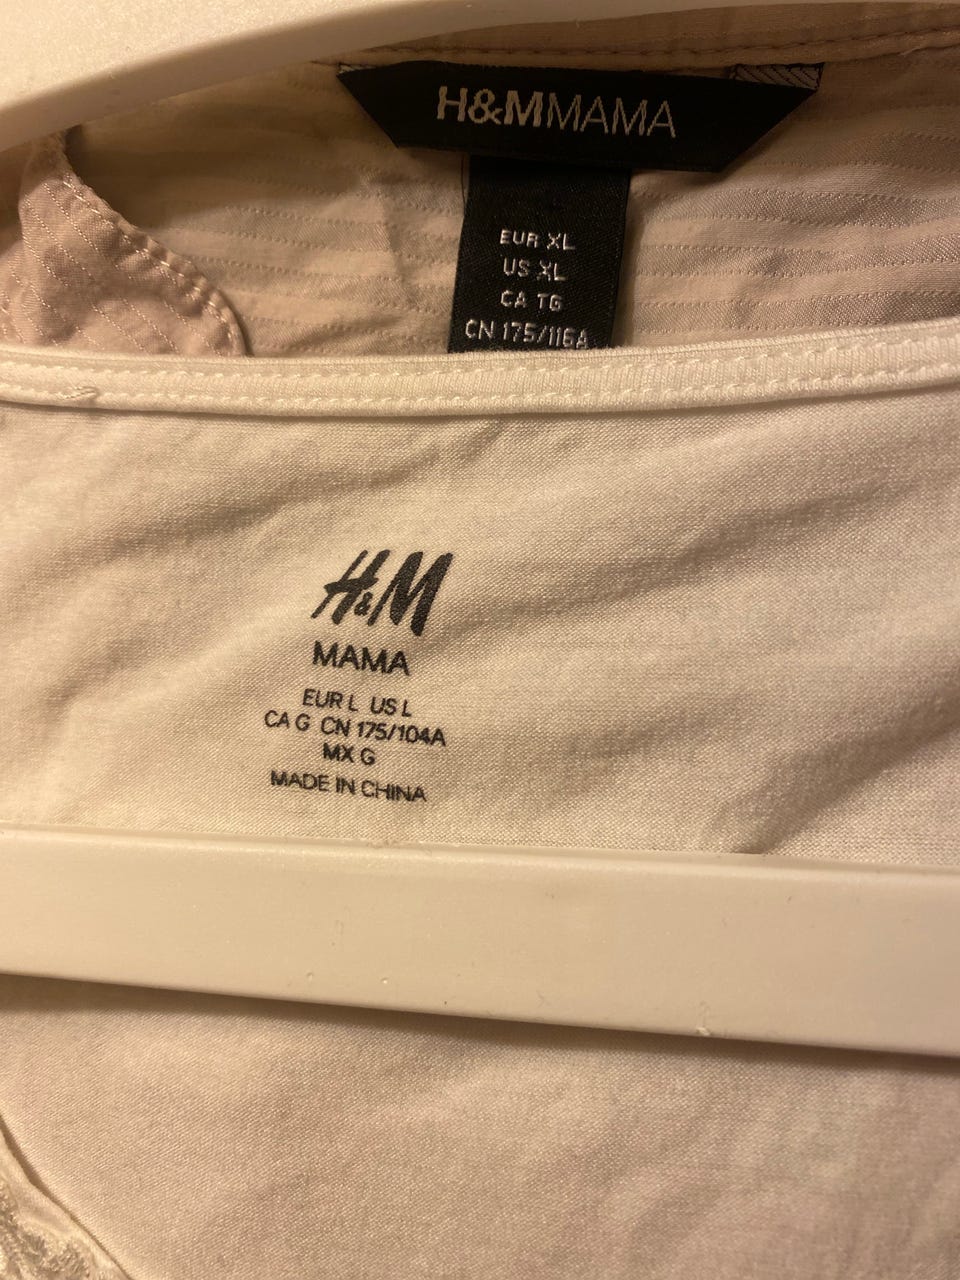 H&MMAMA
EUR XL
US XL
CA TG
CN 175/116A
H&M
MAMA
EUR L US L
CA G CN 175/104A
MX G
MADE IN CHINA